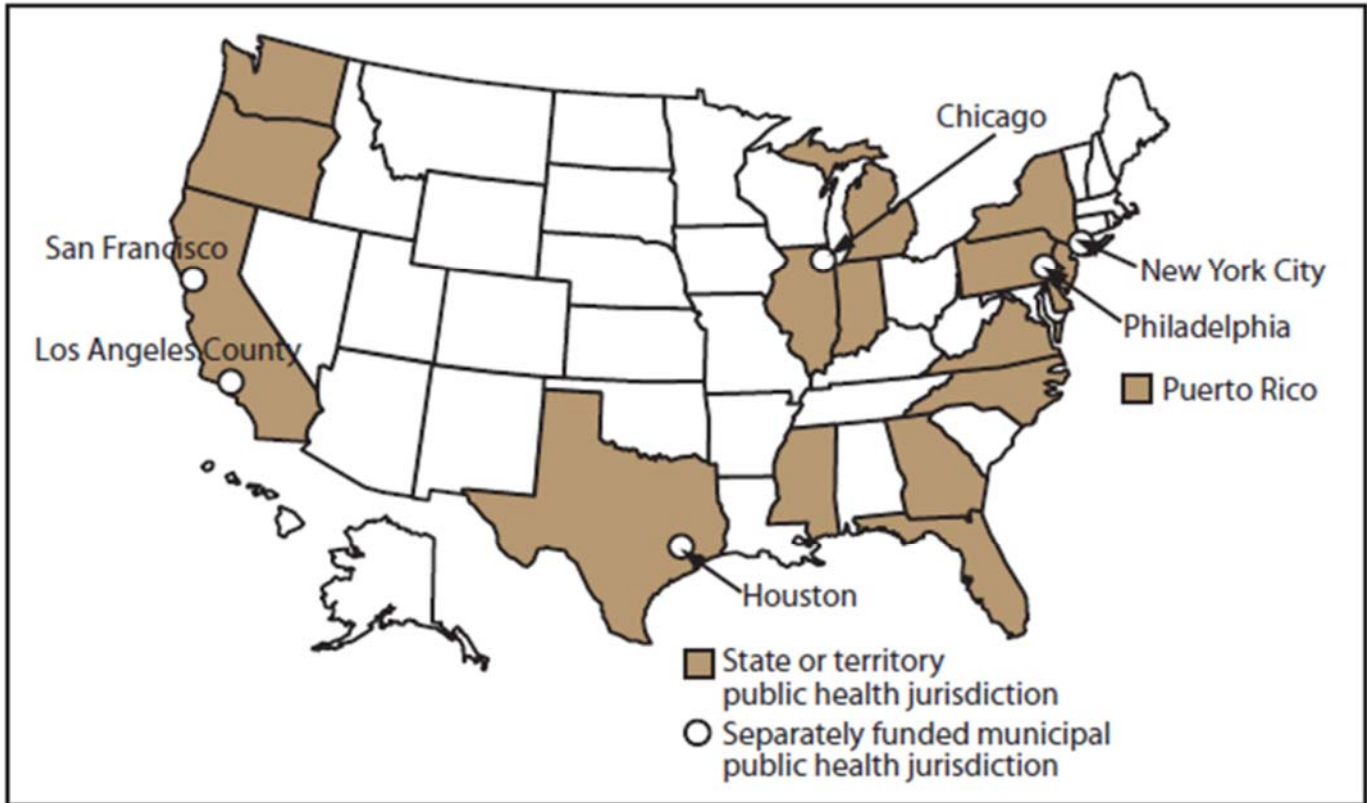 Chicago
San Francisco
New York City
Philadelphia
Los Angeles County
Puerto Rico
Houston
State or territory
public health jurisdiction
Separately funded municipal
public health jurisdiction